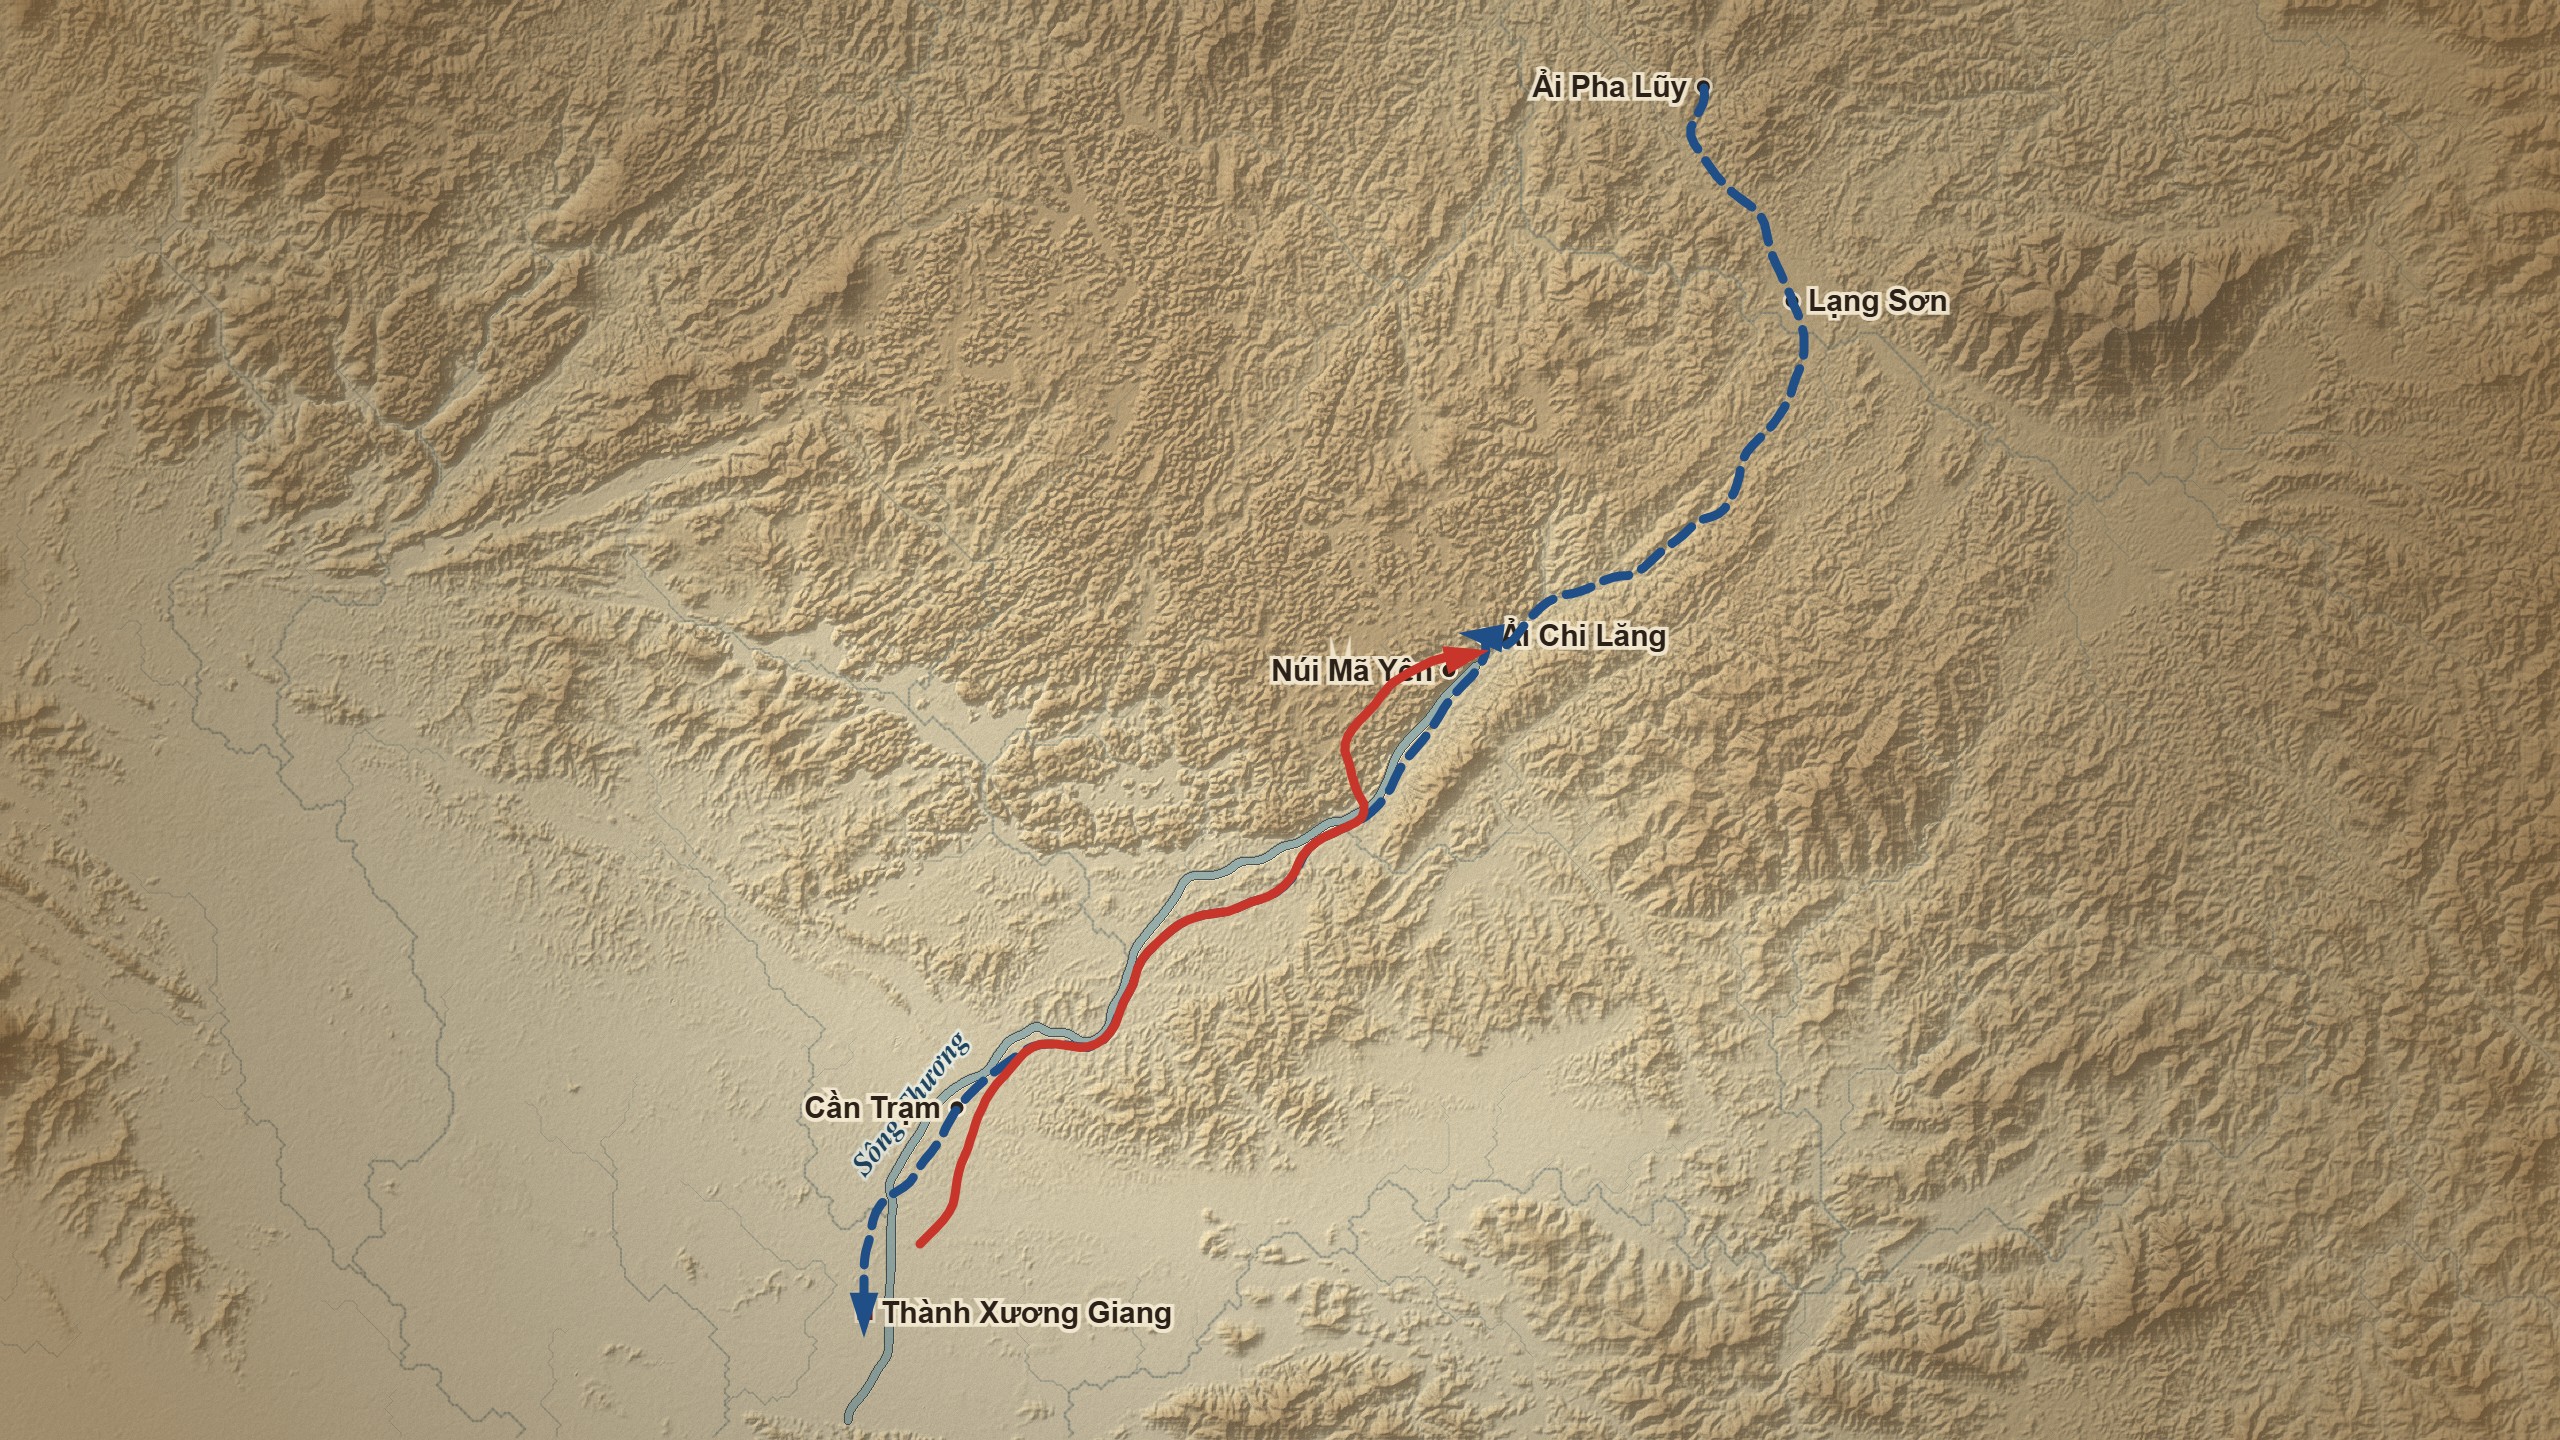 Ải Pha Lũy
Lạng Sơn
Ải Chi Lăng
Núi Mã Yên
Sông Thương
Cần Trạm
Thành Xương Giang